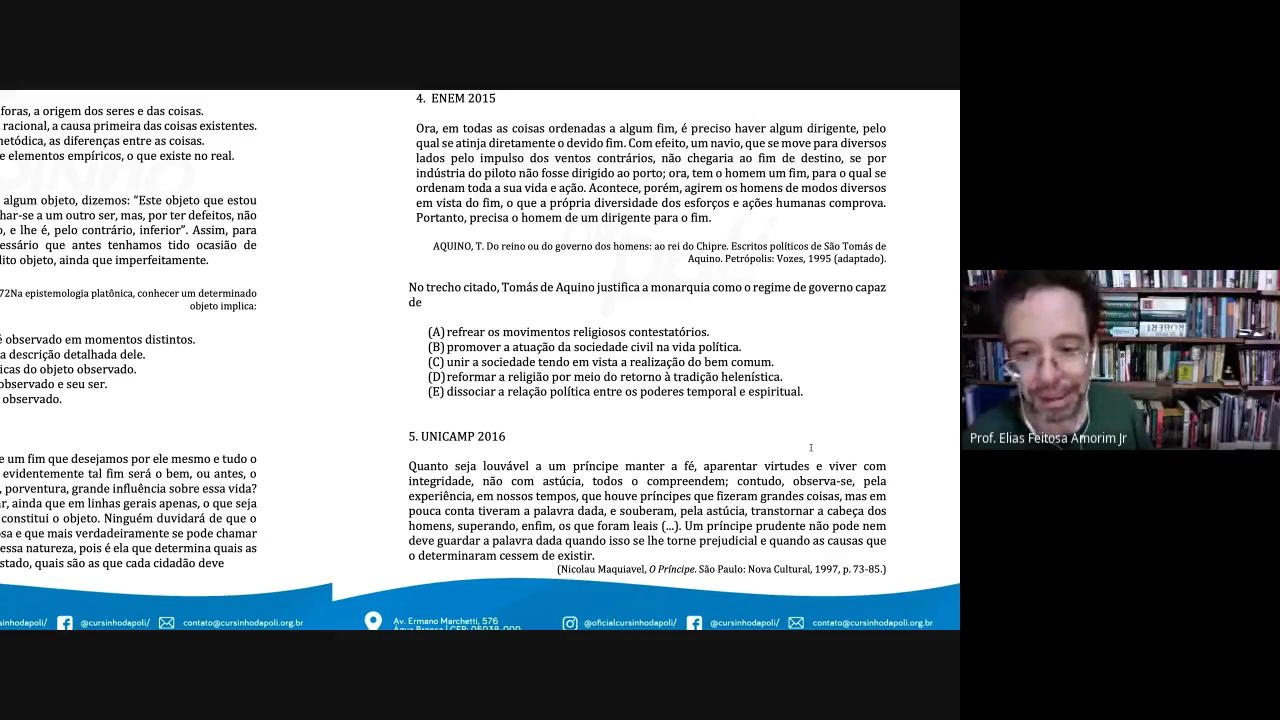 foras, a origem dos seres e das coisas.
racional, a causa primeira das coisas existentes.
netódica, as diferenças entre as coisas.
e elementos empíricos, o que existe no real.
algum objeto, dizemos: “Este objeto que estou
har-se a um outro ser, mas, por ter defeitos, não
o, e lhe é, pelo contrário, inferior”. Assim, para
essário que antes tenhamos tido ocasião de
dito objeto, ainda que imperfeitamente.
72Na epistemologia platônica, conhecer um determinado
objeto implica:
é observado em momentos distintos.
a descrição detalhada dele.
icas do objeto observado.
observado e seu ser.
observado.
e um fim que desejamos por ele mesmo e tudo o
evidentemente tal fim será o bem, ou antes, o
, porventura, grande influência sobre essa vida?
ar, ainda que em linhas gerais apenas, o que seja
constitui o objeto. Ninguém duvidará de que o
osa e que mais verdadeiramente se pode chamar
essa natureza, pois é ela que determina quais as
stado, quais são as que cada cidadão deve
sinhodapoli/ @cursinhodapoli/ contato@cursinhodapoli.org.br
4. ENEM 2015
Ora, em todas as coisas ordenadas a algum fim, é preciso haver algum dirigente, pelo
qual se atinja diretamente o devido fim. Com efeito, um navio, que se move para diversos
lados pelo impulso dos ventos contrários, não chegaria ao fim de destino, se por
indústria do piloto não fosse dirigido ao porto; ora, tem o homem um fim, para o qual se
ordenam toda a sua vida e ação. Acontece, porém, agirem os homens de modos diversos
em vista do fim, o que a própria diversidade dos esforços e ações humanas comprova.
Portanto, precisa o homem de um dirigente para o fim.
AQUINO, T. Do reino ou do governo dos homens: ao rei do Chipre. Escritos políticos de São Tomás de
Aquino. Petrópolis: Vozes, 1995 (adaptado).
No trecho citado, Tomás de Aquino justifica a monarquia como o regime de governo capaz
de
(A) refrear os movimentos religiosos contestatórios.
(B) promover a atuação da sociedade civil na vida política.
(C) unir a sociedade tendo em vista a realização do bem comum.
(D) reformar a religião por meio do retorno à tradição helenística.
(E) dissociar a relação política entre os poderes temporal e espiritual.
5. UNICAMP 2016
Quanto seja louvável a um príncipe manter a fé, aparentar virtudes e viver com
integridade, não com astúcia, todos o compreendem; contudo, observa-se, pela
experiência, em nossos tempos, que houve príncipes que fizeram grandes coisas, mas em
pouca conta tiveram a palavra dada, e souberam, pela astúcia, transtornar a cabeça dos
homens, superando, enfim, os que foram leais (...). Um príncipe prudente não pode nem
deve guardar a palavra dada quando isso se lhe torne prejudicial e quando as causas que
o determinaram cessem de existir.
(Nicolau Maquiavel, O Príncipe. São Paulo: Nova Cultural, 1997, p. 73-85.)
Av. Ermano Marchetti, 576
Água Branca | CEP: 05038-000
@oficialcursinhodapoli/ @cursinhodapoli/ contato@cursinhodapoli.org.br
Prof. Elias Feitosa Amorim Jr